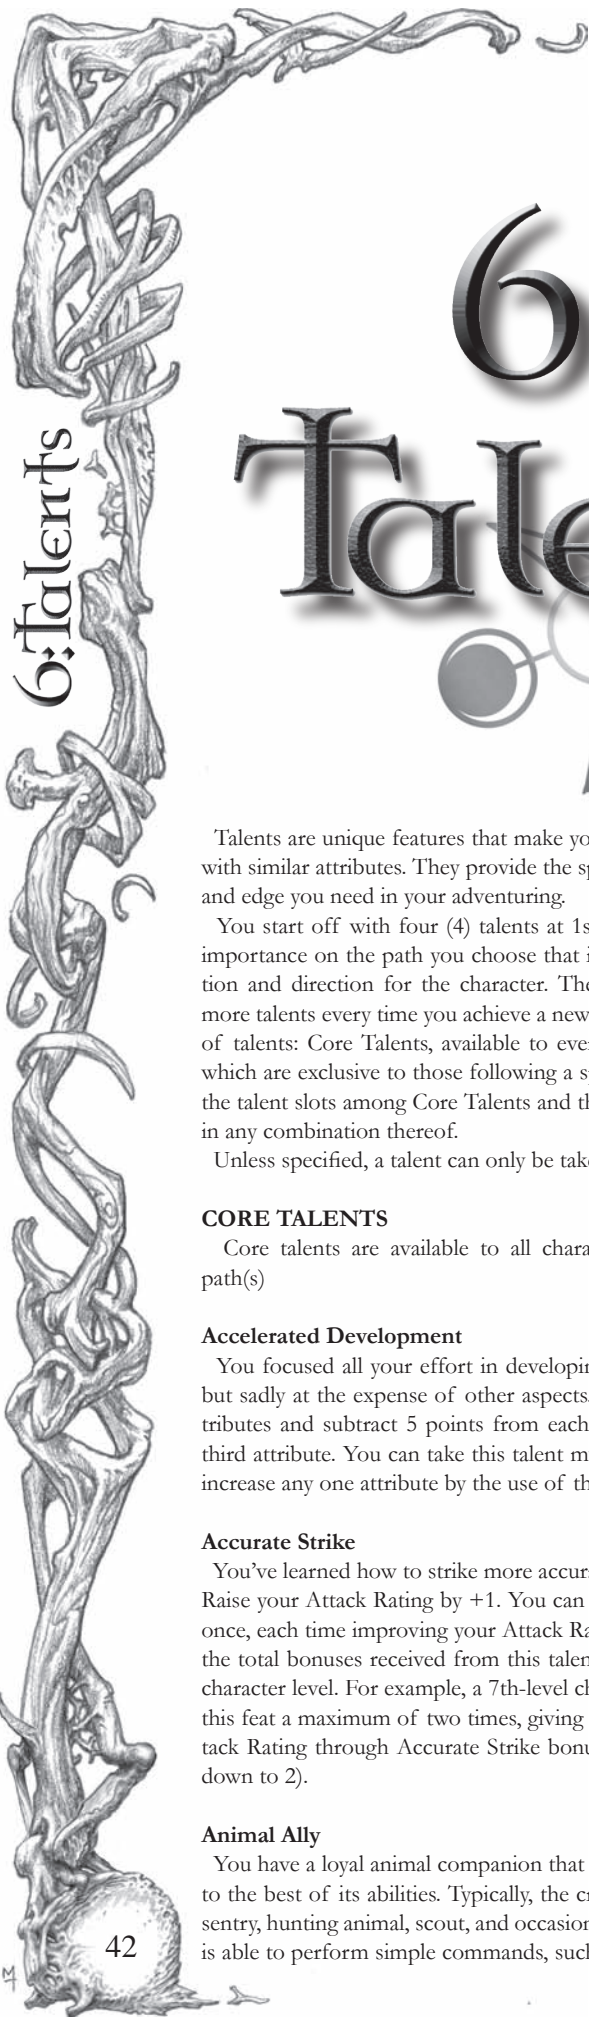 6
Tale
6:Talents
Talents are unique features that make yo
with similar attributes. They provide the sp
and edge you need in your adventuring.
You start off with four (4) talents at 1s
importance on the path you choose that i
tion and direction for the character. The
more talents every time you achieve a new
of talents: Core Talents, available to eve
which are exclusive to those following a s
the talent slots among Core Talents and th
in any combination thereof.
Unless specified, a talent can only be take
CORE TALENTS
Core talents are available to all chara
path(s)
Accelerated Development
You focused all your effort in developin
but sadly at the expense of other aspects.
tributes and subtract 5 points from each
third attribute. You can take this talent m
increase any one attribute by the use of th
Accurate Strike
You’ve learned how to strike more accura
Raise your Attack Rating by +1. You can
once, each time improving your Attack Ra
the total bonuses received from this talen
character level. For example, a 7th-level ch
this feat a maximum of two times, giving
tack Rating through Accurate Strike bonu
down to 2).
Animal Ally
You have a loyal animal companion that
to the best of its abilities. Typically, the cr
sentry, hunting animal, scout, and occasion
is able to perform simple commands, such
42